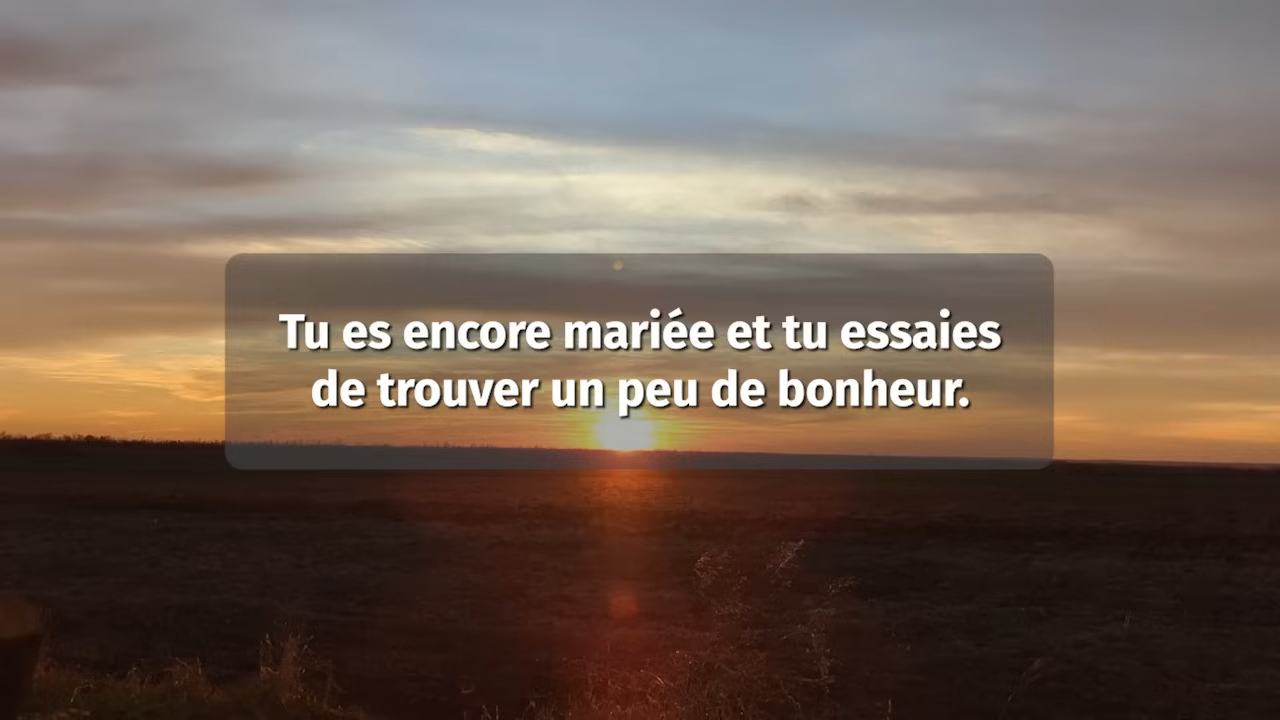 Tu es encore mariée et tu essaies
de trouver un peu de bonheur.